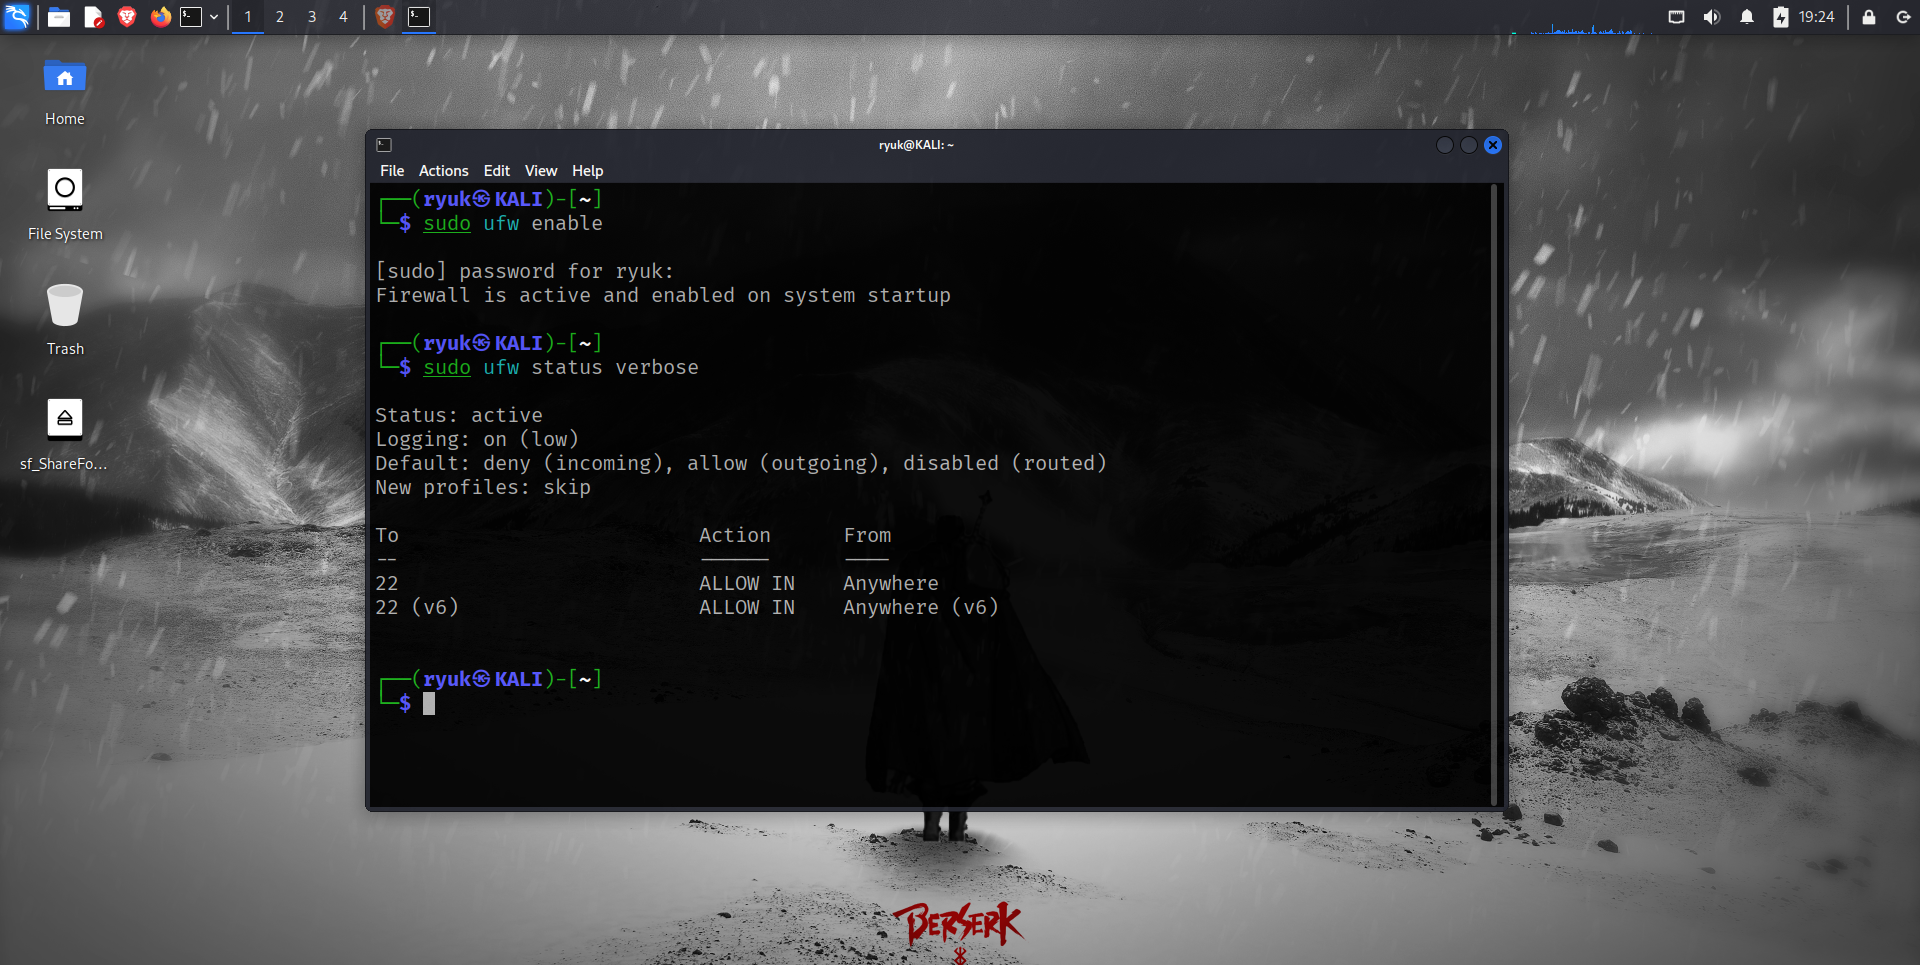 1 2 3 4
19:24
Home
File System
Trash
sf_ShareFo...
ryuk@KALI: ~
File Actions Edit View Help
┌──(ryuk㉿KALI)-[~]
└─$ sudo ufw enable
[sudo] password for ryuk:
Firewall is active and enabled on system startup
┌──(ryuk㉿KALI)-[~]
└─$ sudo ufw status verbose
Status: active
Logging: on (low)
Default: deny (incoming), allow (outgoing), disabled (routed)
New profiles: skip
To                         Action      From
--                         ------      ----
22                         ALLOW IN    Anywhere
22 (v6)                    ALLOW IN    Anywhere (v6)
┌──(ryuk㉿KALI)-[~]
└─$
BERSERK